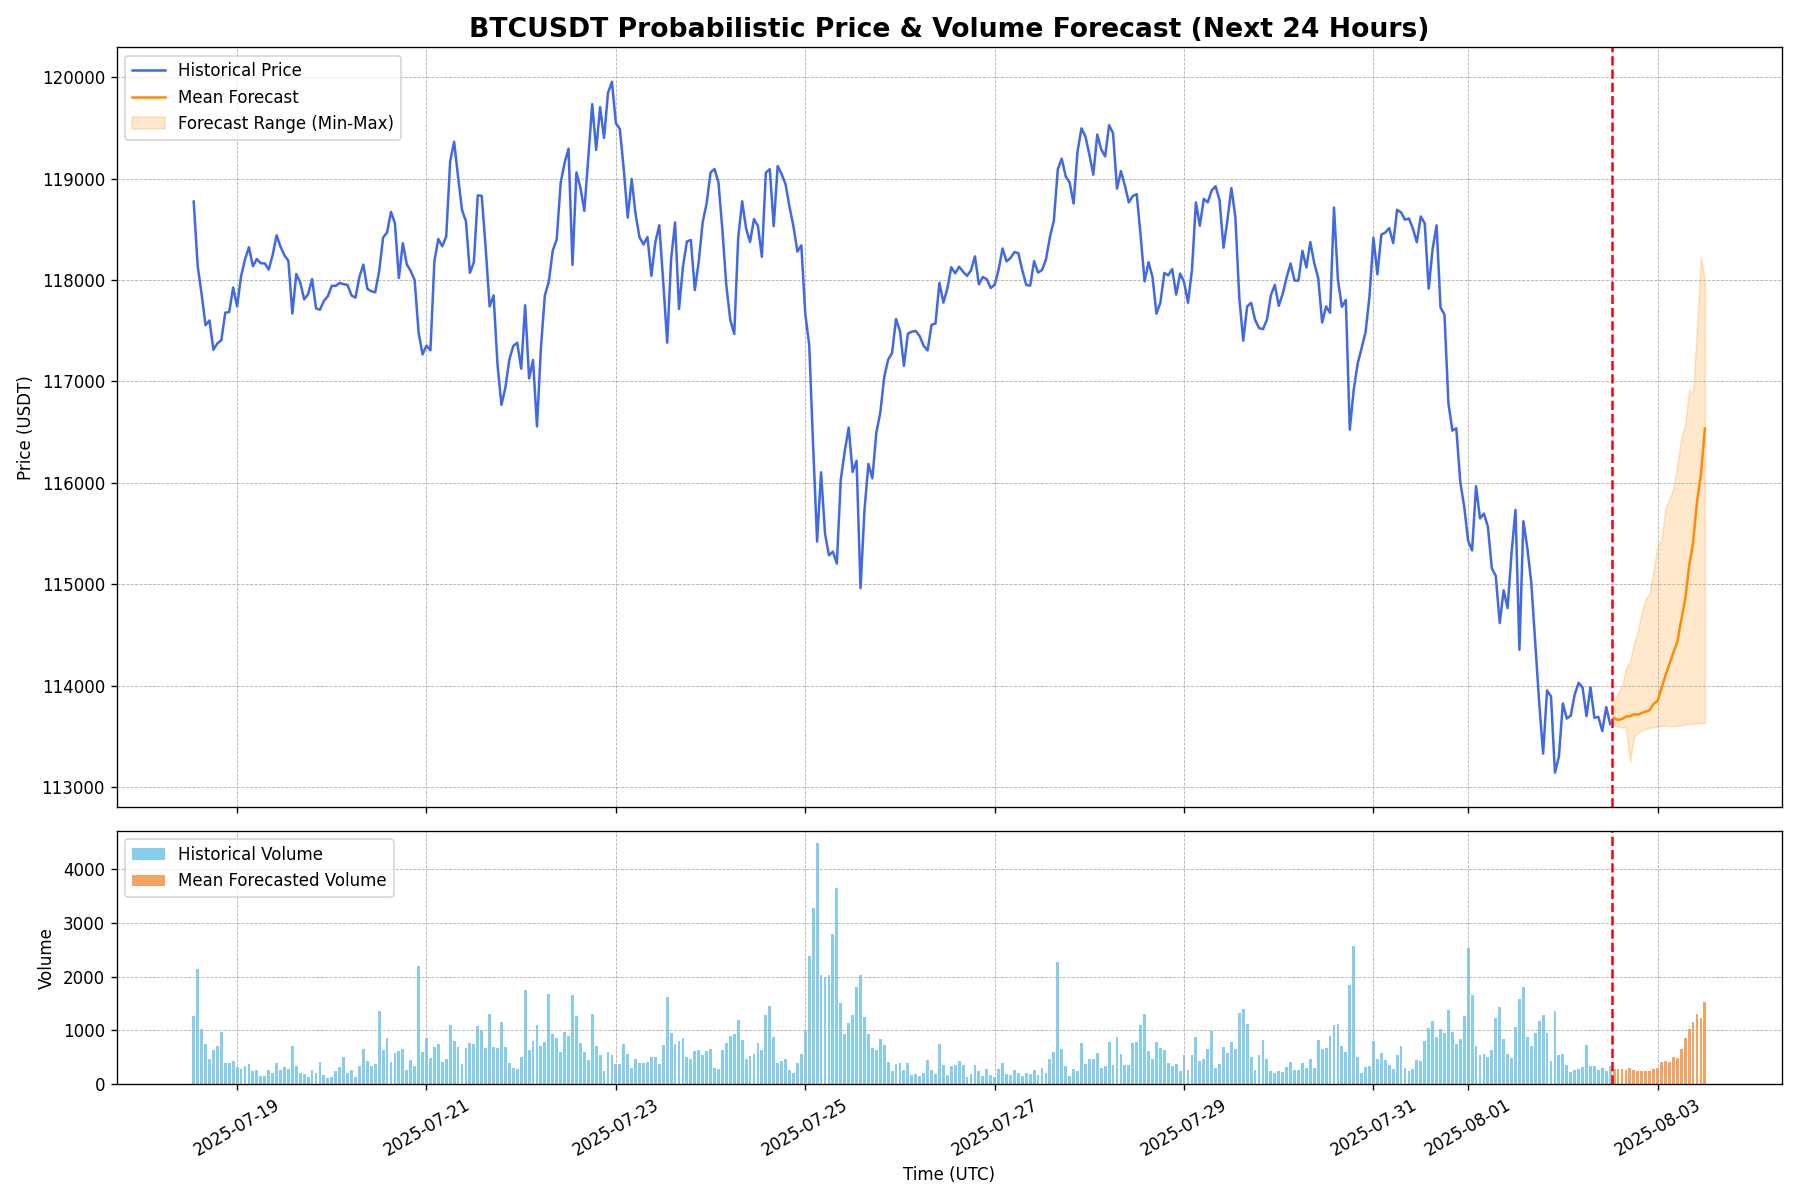 BTCUSDT Probabilistic Price & Volume Forecast (Next 24 Hours)
Historical Price
Mean Forecast
Forecast Range (Min-Max)
120000
119000
118000
117000
116000
115000
114000
113000
Price (USDT)
Historical Volume
Mean Forecasted Volume
4000
3000
2000
1000
0
Volume
2025-07-19
2025-07-21
2025-07-23
2025-07-25
2025-07-27
2025-07-29
2025-07-31
2025-08-01
2025-08-03
Time (UTC)